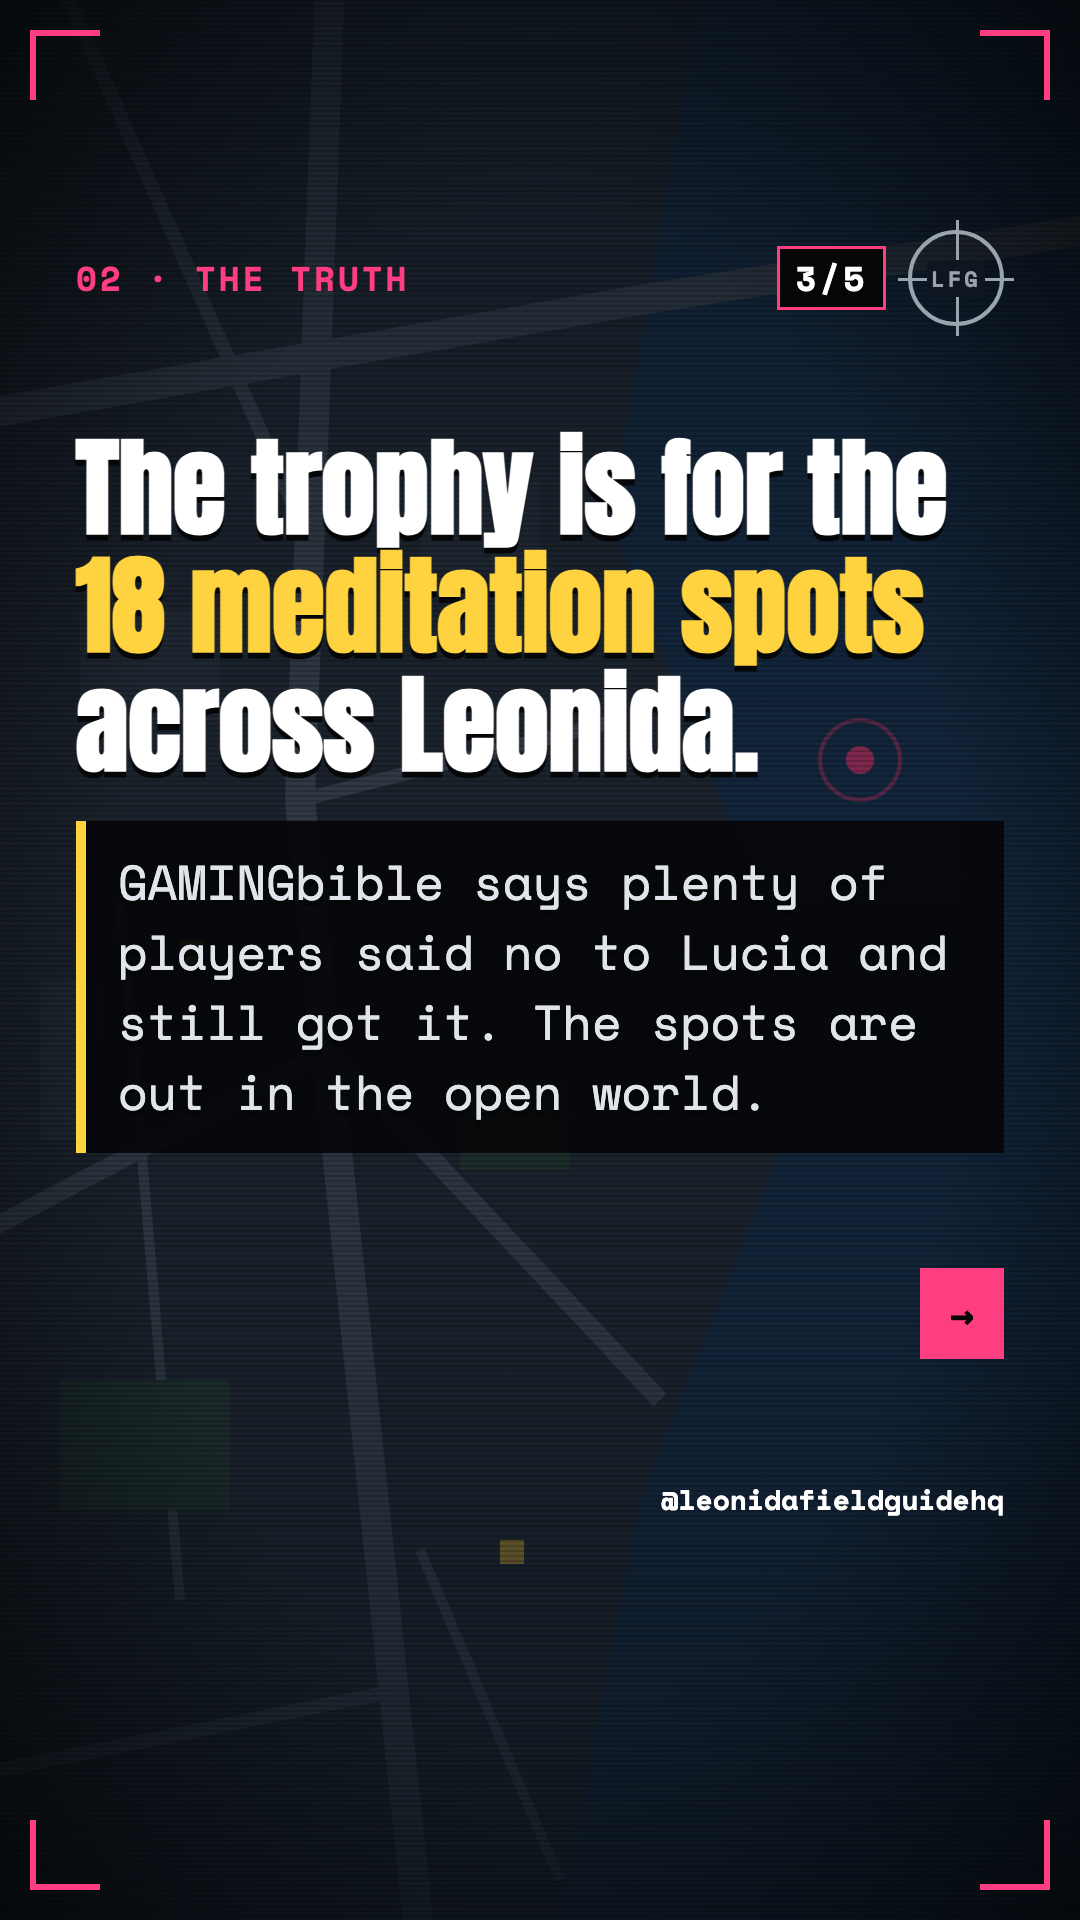 02 · THE TRUTH
3/5
LFG
The trophy is for the
18 meditation spots
across Leonida.
GAMINGbible says plenty of
players said no to Lucia and
still got it. The spots are
out in the open world.
→
@leonidafieldguidehq